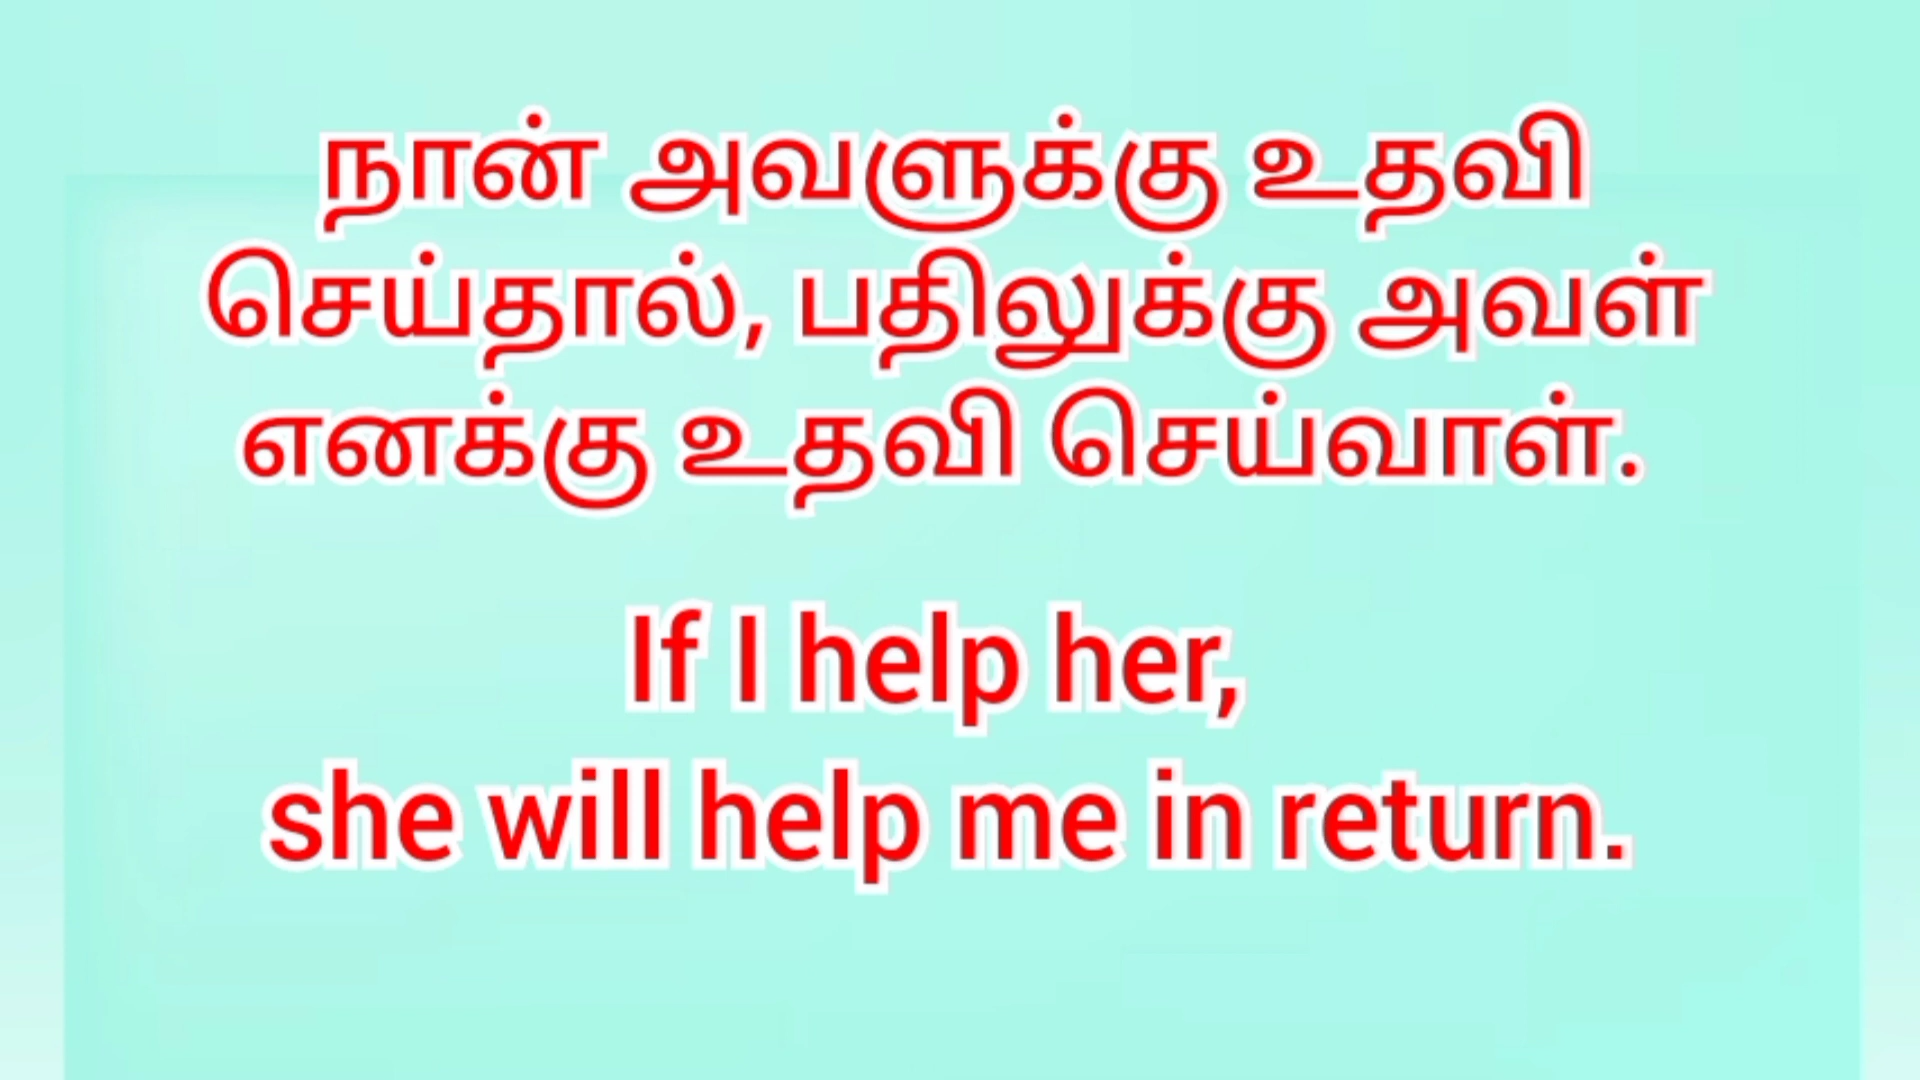 நான் அவளுக்கு உதவி
செய்தால், பதிலுக்கு அவள்
எனக்கு உதவி செய்வாள்.
If I help her,
she will help me in return.